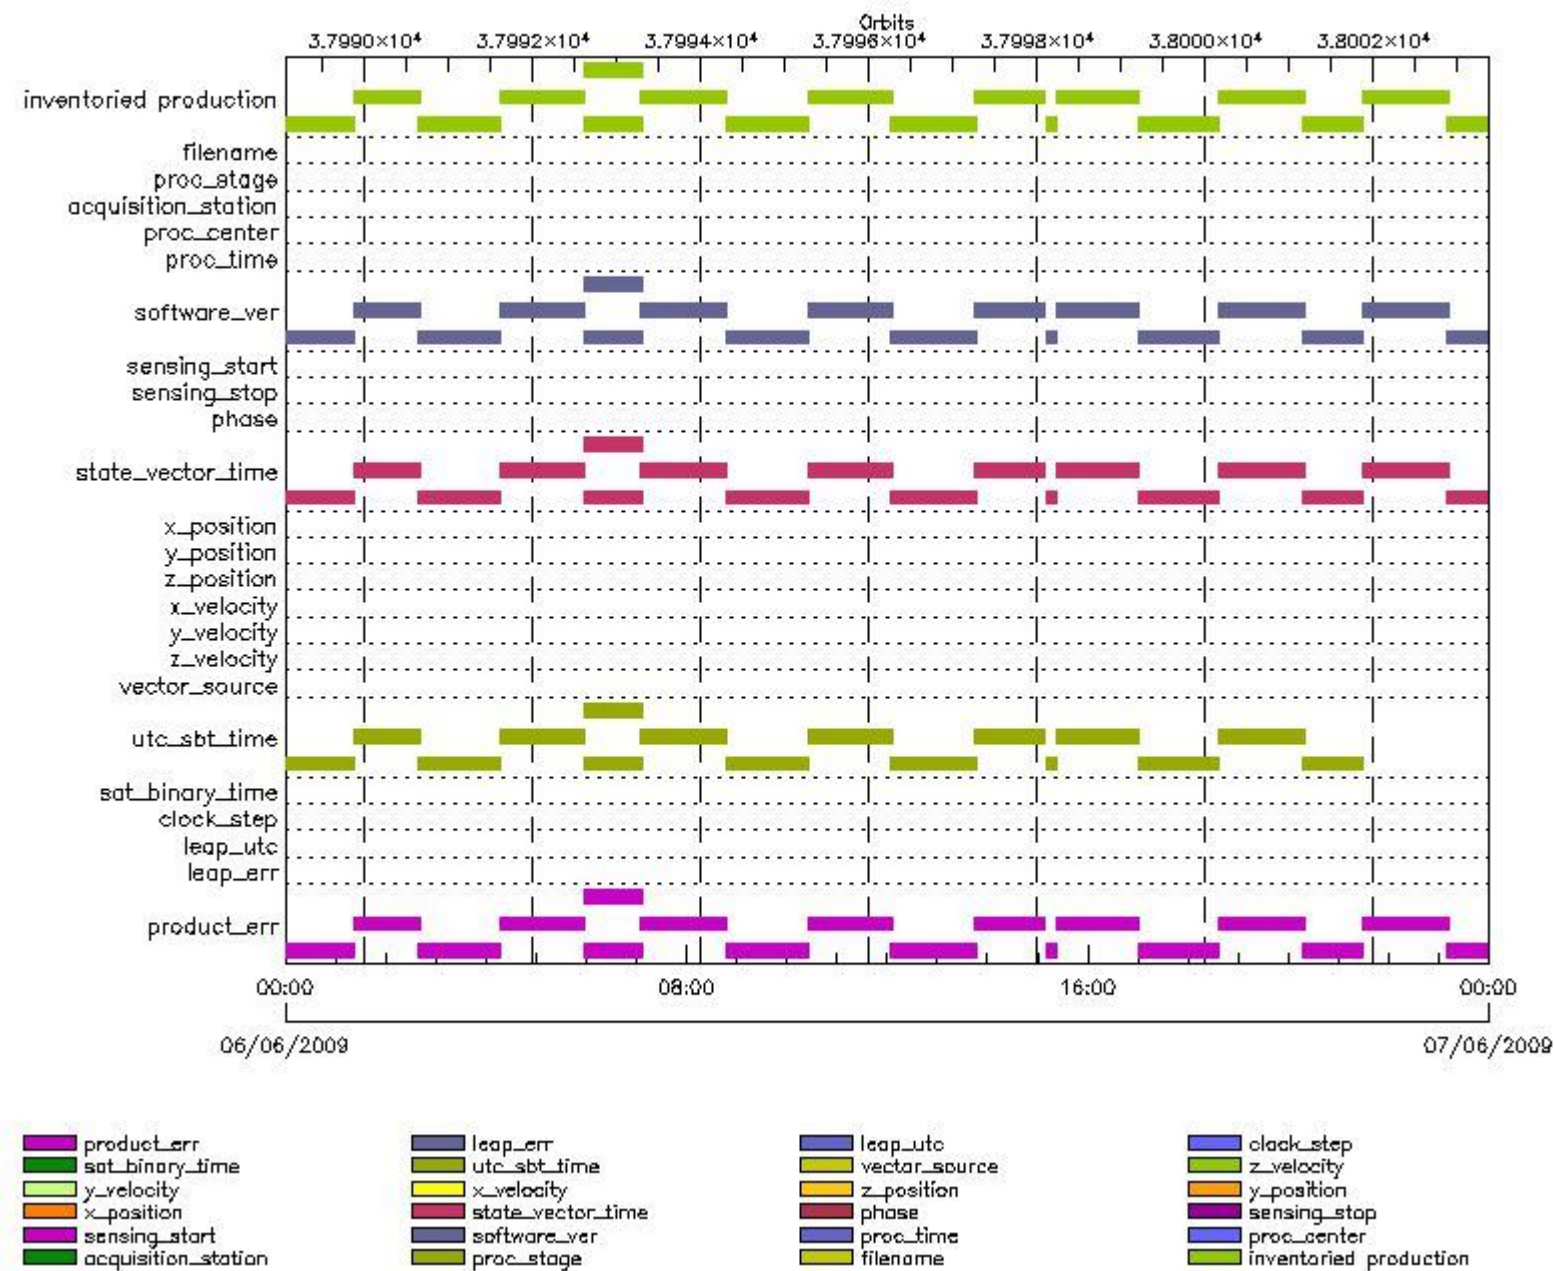 Orbits
3.7990×10⁴ 3.7992×10⁴ 3.7994×10⁴ 3.7996×10⁴ 3.7998×10⁴ 3.8000×10⁴ 3.8002×10⁴
inventoried production
filename
proc_stage
acquisition_station
proc_center
proc_time
software_ver
sensing_start
sensing_stop
phase
state_vector_time
x_position
y_position
z_position
x_velocity
y_velocity
z_velocity
vector_source
utc_sbt_time
sat_binary_time
clock_step
leap_utc
leap_err
product_err
00:00 08:00 16:00 00:00
06/06/2009 07/06/2009
product_err leap_err leap_utc clock_step
sat_binary_time utc_sbt_time vector_source z_velocity
y_velocity x_velocity z_position y_position
x_position state_vector_time phase sensing_stop
sensing_start software_ver proc_time proc_center
acquisition_station proc_stage filename inventoried production